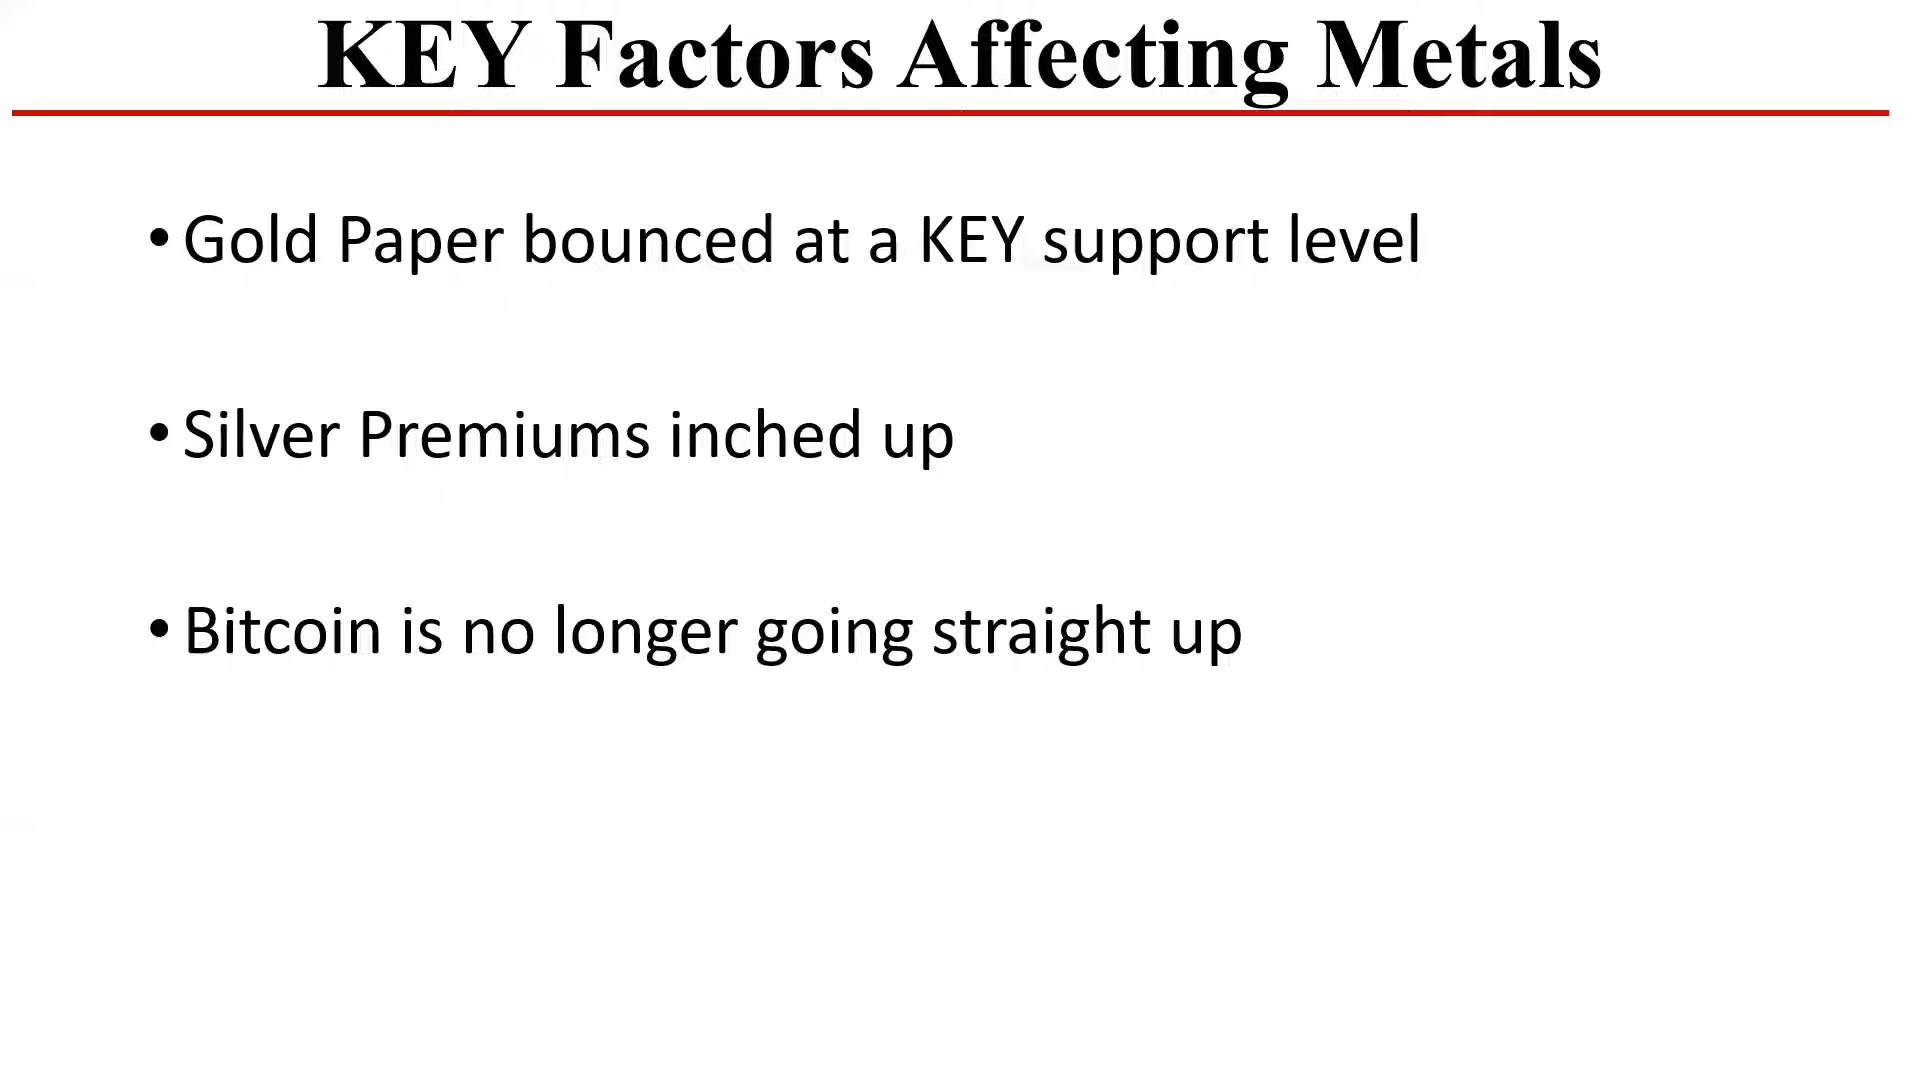 KEY Factors Affecting Metals
• Gold Paper bounced at a KEY support level
• Silver Premiums inched up
• Bitcoin is no longer going straight up